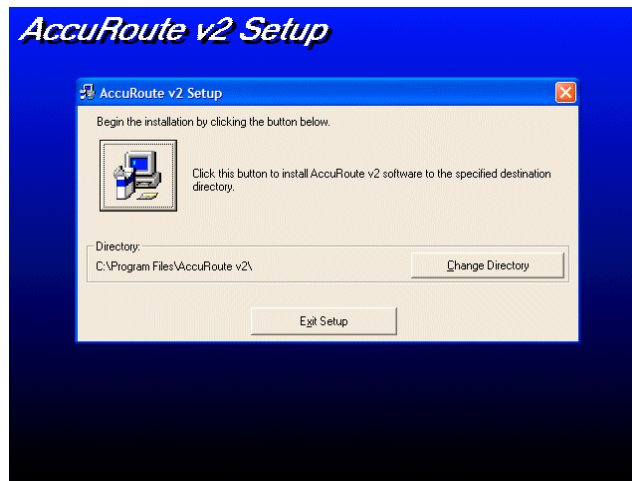 AccuRoute v2 Setup
AccuRoute v2 Setup
Begin the installation by clicking the button below.
Click this button to install AccuRoute v2 software to the specified destination
directory.
Directory:
C:\Program Files\AccuRoute v2\
Change Directory
Exit Setup